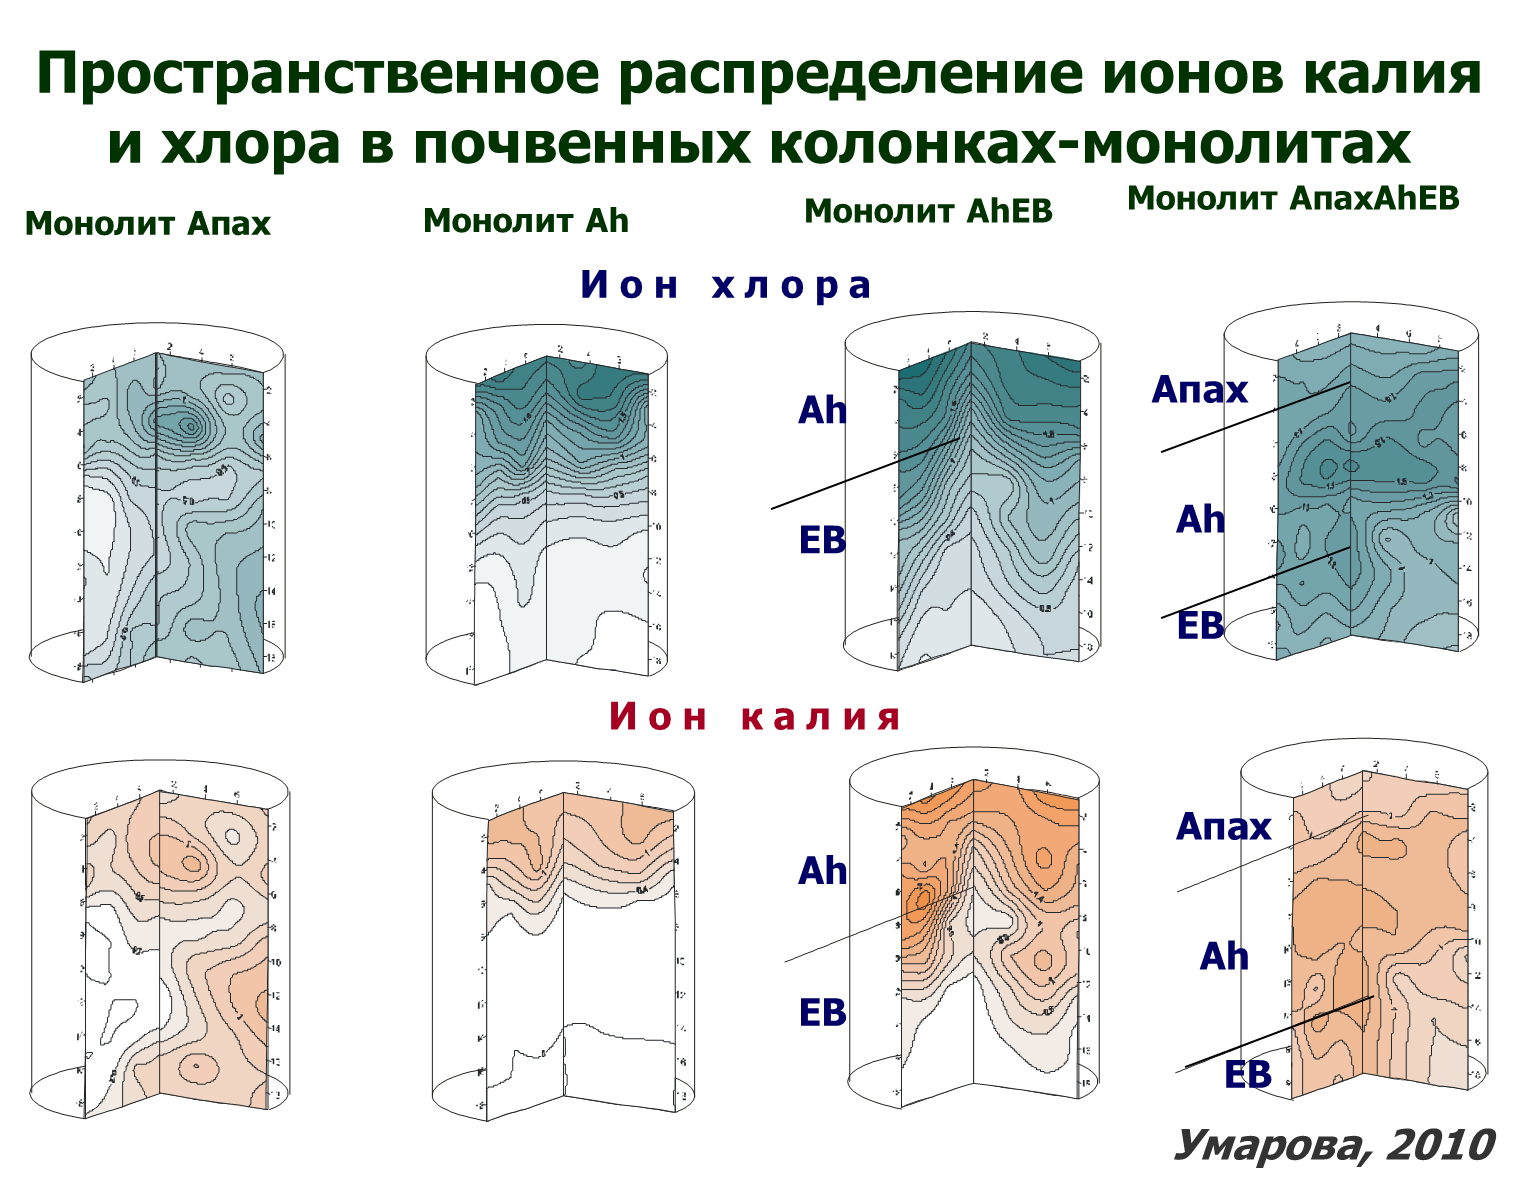 Пространственное распределение ионов калия
и хлора в почвенных колонках-монолитах
Монолит Апах
Монолит Ah
Монолит AhEB
Монолит АпахAhEB
Ион хлора
Ah
EB
Апах
Ah
EB
Ион калия
Ah
EB
Апах
Ah
EB
Умарова, 2010